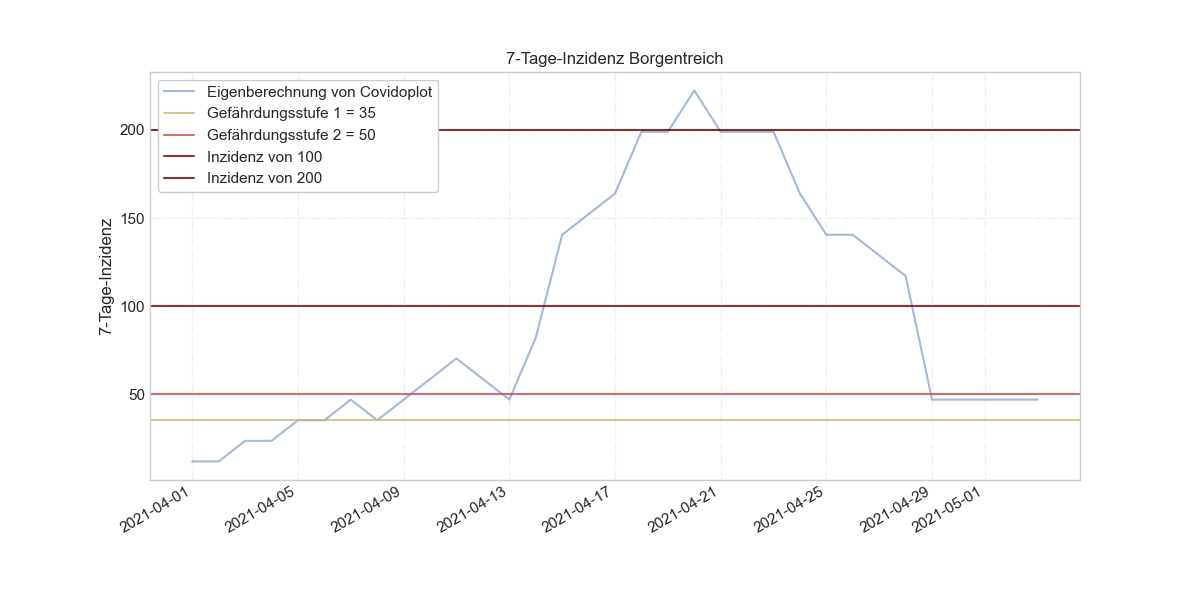 7-Tage-Inzidenz Borgentreich
Eigenberechnung von Covidoplot
Gefährdungsstufe 1 = 35
Gefährdungsstufe 2 = 50
Inzidenz von 100
Inzidenz von 200
7-Tage-Inzidenz
200
150
100
50
2021-04-01
2021-04-05
2021-04-09
2021-04-13
2021-04-17
2021-04-21
2021-04-25
2021-04-29
2021-05-01